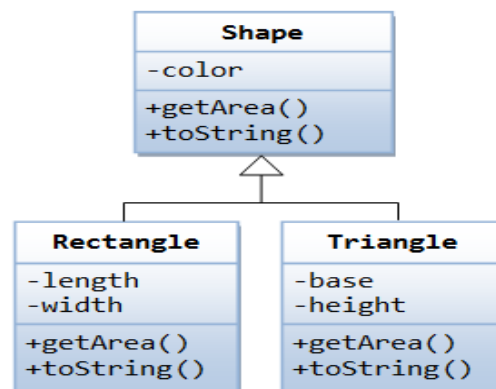 Shape
-color
+getArea()
+toString()
Rectangle
-length
-width
+getArea()
+toString()
Triangle
-base
-height
+getArea()
+toString()